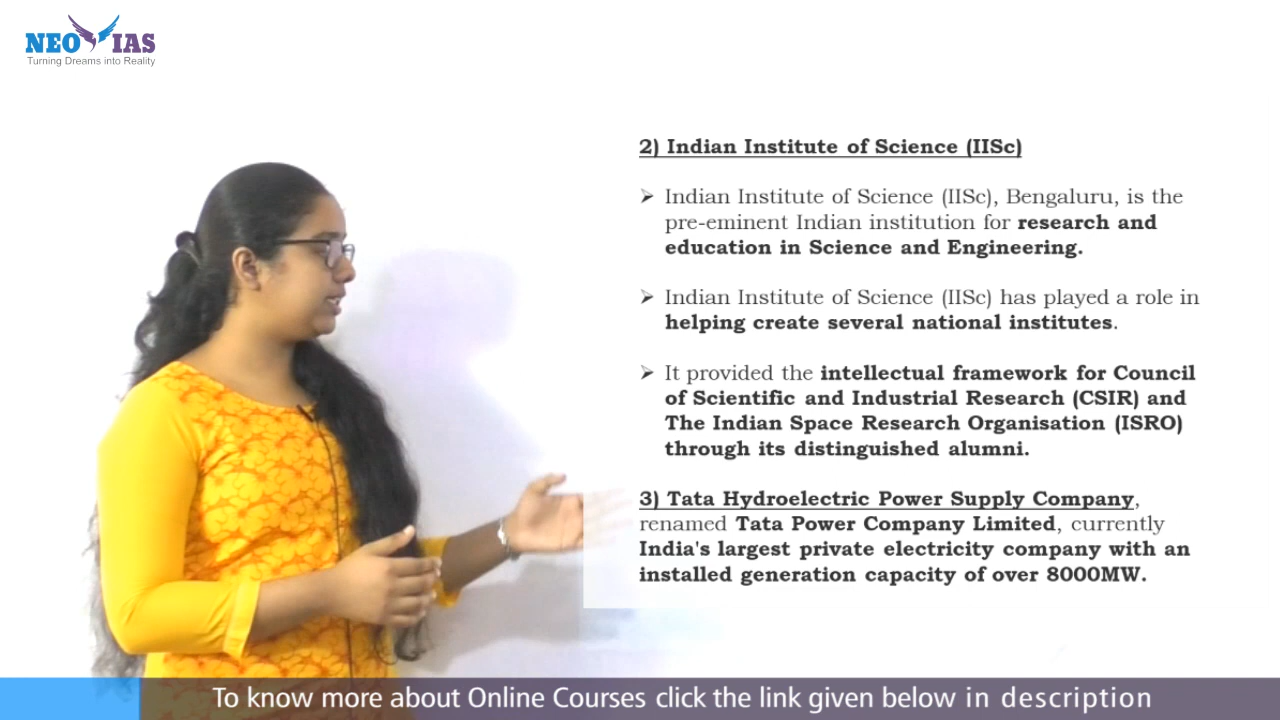 NEO IAS
Turning Dreams into Reality
2) Indian Institute of Science (IISc)
➢ Indian Institute of Science (IISc), Bengaluru, is the
pre-eminent Indian institution for research and
education in Science and Engineering.
➢ Indian Institute of Science (IISc) has played a role in
helping create several national institutes.
➢ It provided the intellectual framework for Council
of Scientific and Industrial Research (CSIR) and
The Indian Space Research Organisation (ISRO)
through its distinguished alumni.
3) Tata Hydroelectric Power Supply Company,
renamed Tata Power Company Limited, currently
India's largest private electricity company with an
installed generation capacity of over 8000MW.
To know more about Online Courses click the link given below in description